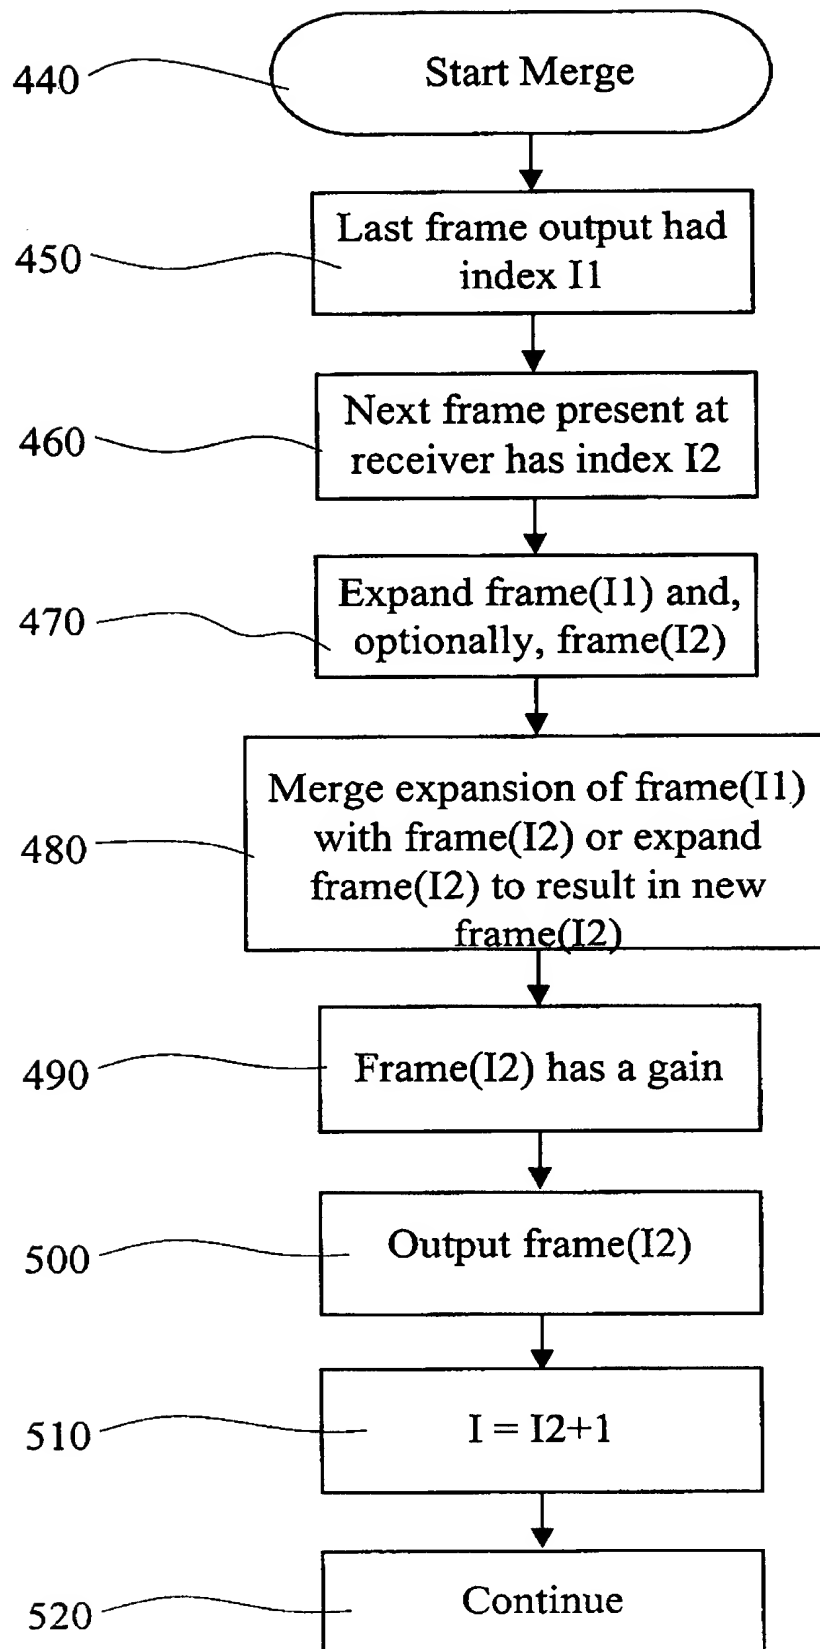 440
Start Merge
450
Last frame output had
index I1
460
Next frame present at
receiver has index I2
470
Expand frame(I1) and,
optionally, frame(I2)
480
Merge expansion of frame(I1)
with frame(I2) or expand
frame(I2) to result in new
frame(I2)
490
Frame(I2) has a gain
500
Output frame(I2)
510
I = I2+1
520
Continue